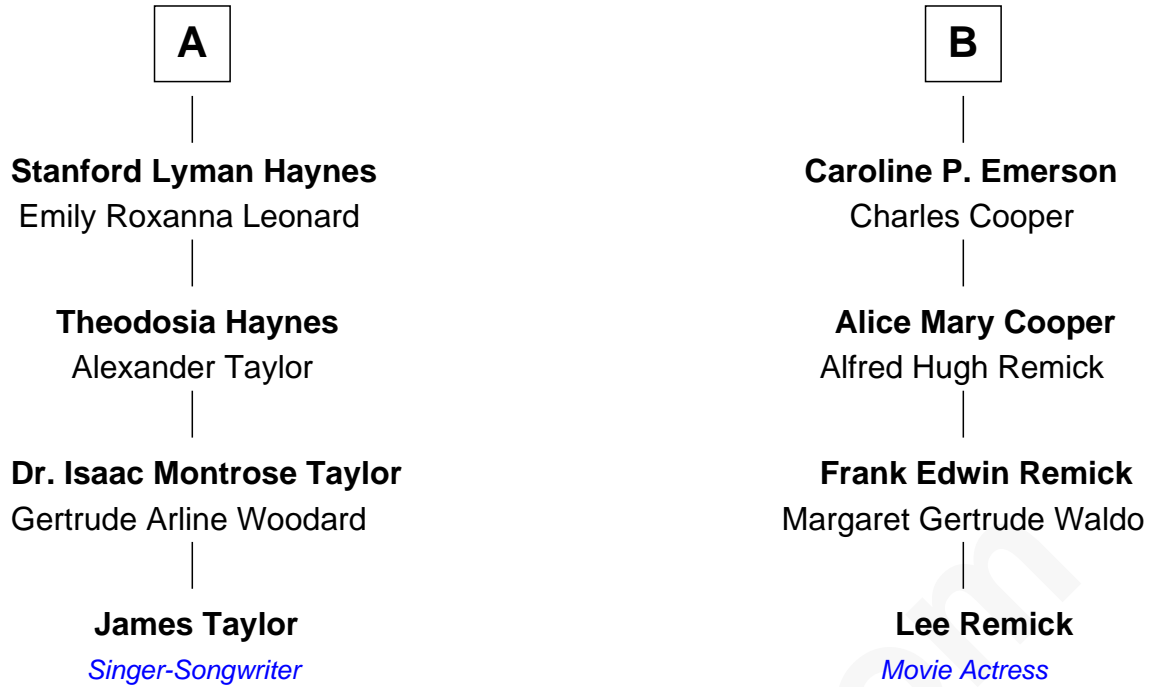 A
Stanford Lyman Haynes
Emily Roxanna Leonard
Theodosia Haynes
Alexander Taylor
Dr. Isaac Montrose Taylor
Gertrude Arline Woodard
James Taylor
Singer-Songwriter
B
Caroline P. Emerson
Charles Cooper
Alice Mary Cooper
Alfred Hugh Remick
Frank Edwin Remick
Margaret Gertrude Waldo
Lee Remick
Movie Actress
om